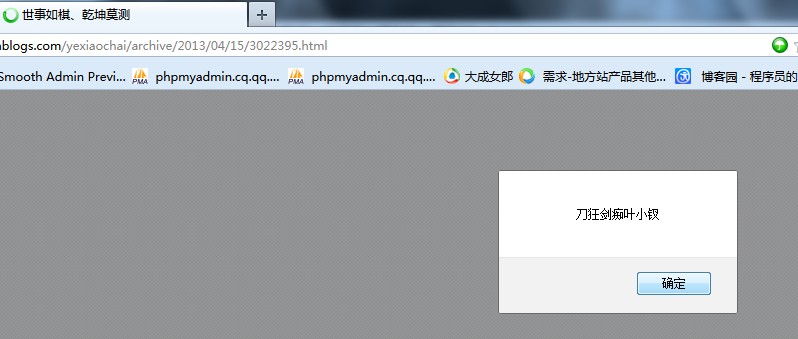 世事如棋、乾坤莫测
nblogs.com/yexiaochai/archive/2013/04/15/3022395.html
Smooth Admin Previ... phpmyadmin.cq.qq.... phpmyadmin.cq.qq.... 大成女郎 需求-地方站产品其他... 博客园 - 程序员的
刀狂剑痴叶小钗
确定